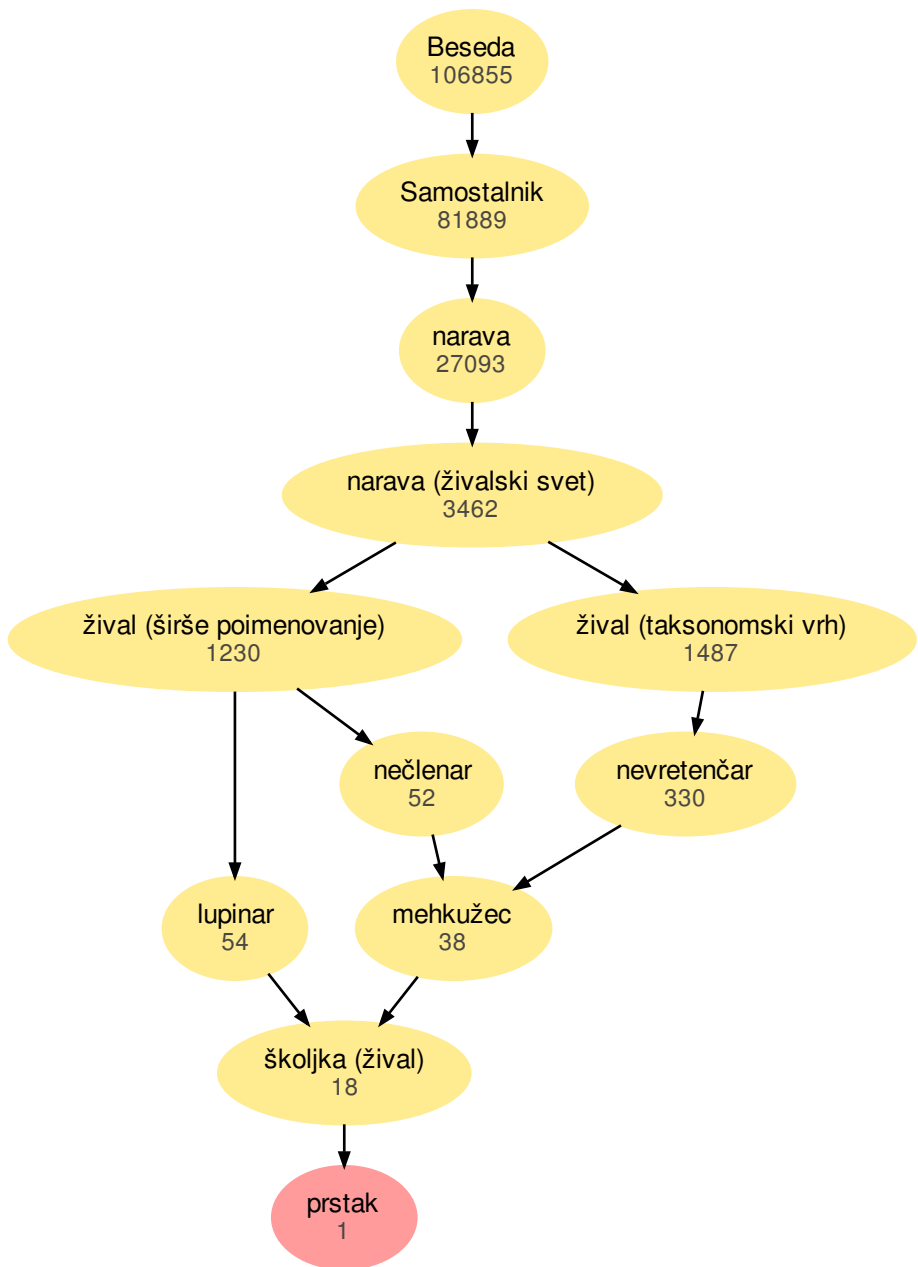 Beseda
106855
Samostalnik
81889
narava
27093
narava (živalski svet)
3462
žival (širše poimenovanje)
1230
žival (taksonomski vrh)
1487
nečlenar
52
nevretenčar
330
lupinar
54
mehkužec
38
školjka (žival)
18
prstak
1